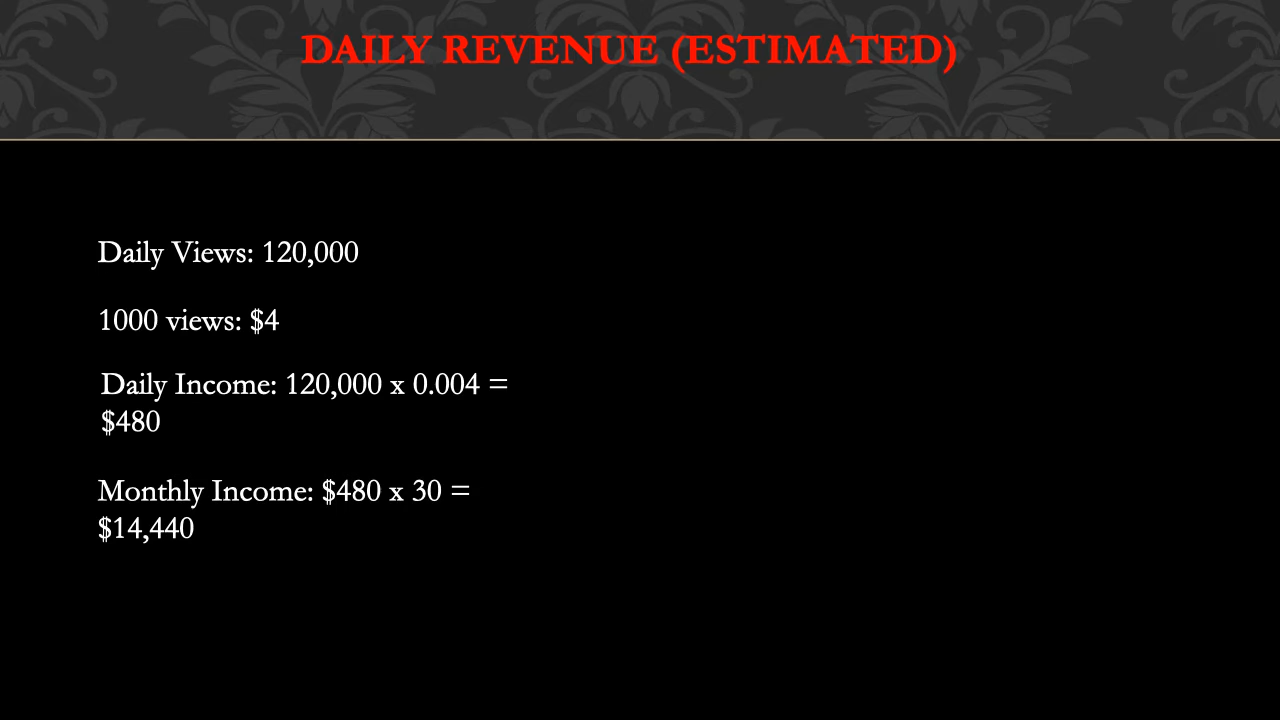 DAILY REVENUE (ESTIMATED)
Daily Views: 120,000
1000 views: $4
Daily Income: 120,000 x 0.004 =
$480
Monthly Income: $480 x 30 =
$14,440